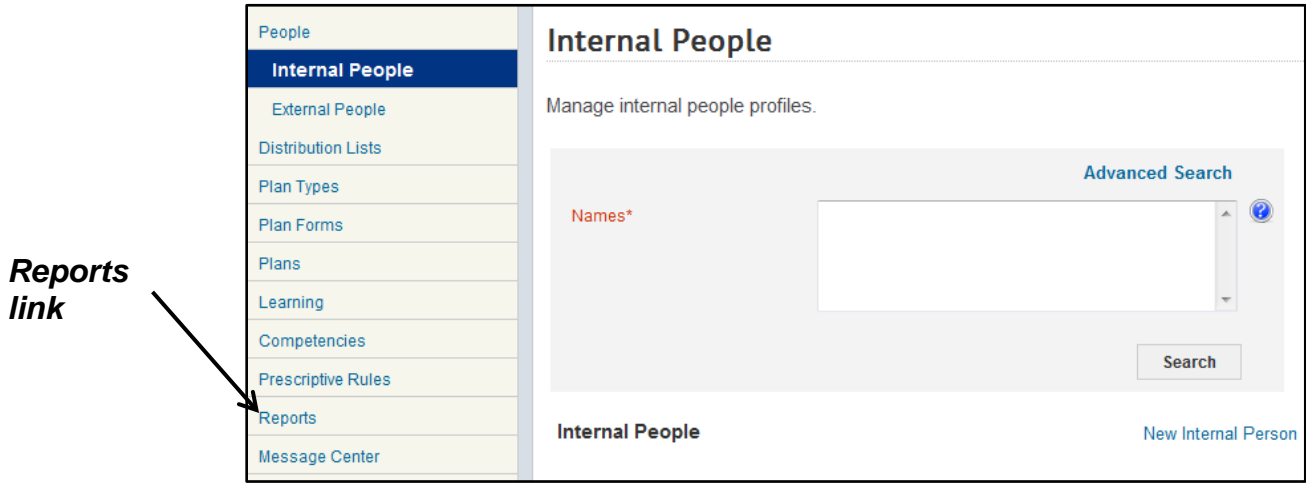 Reports
link
People
Internal People
External People
Distribution Lists
Plan Types
Plan Forms
Plans
Learning
Competencies
Prescriptive Rules
Reports
Message Center
Internal People
Manage internal people profiles.
Advanced Search
Names*
?
Search
Internal People
New Internal Person